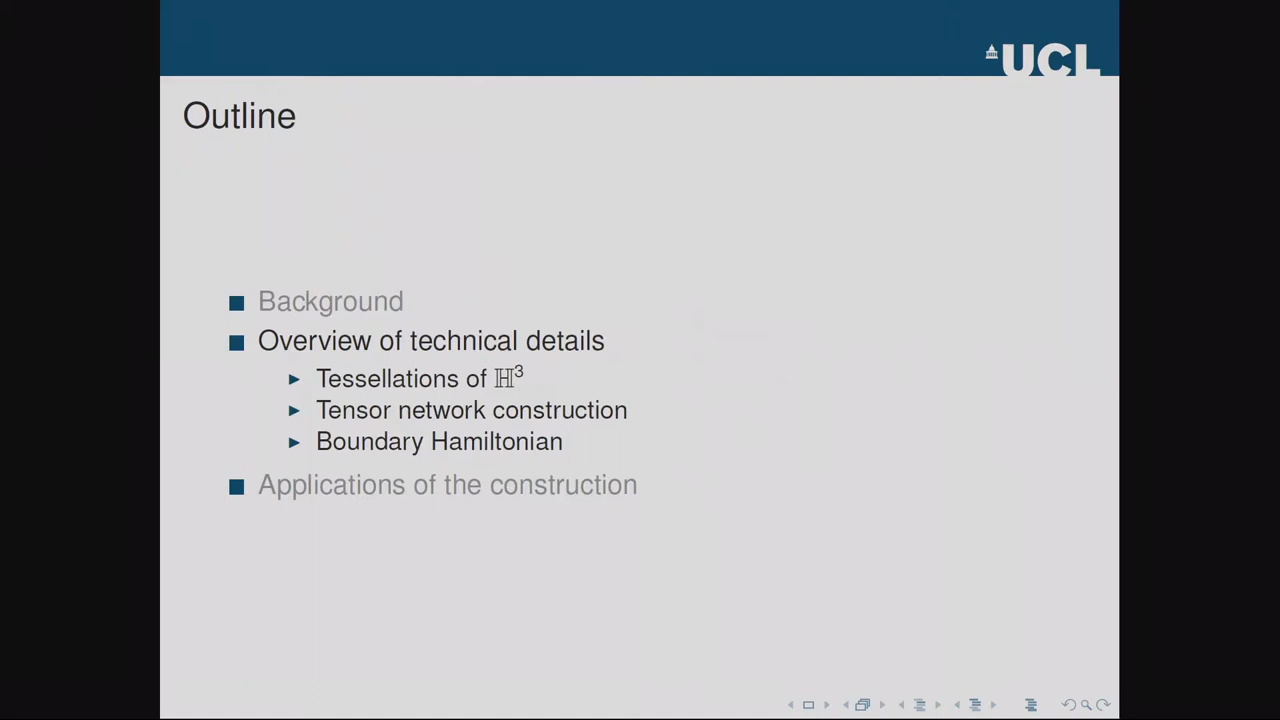 UCL
Outline
Background
Overview of technical details
Tessellations of ℍ³
Tensor network construction
Boundary Hamiltonian
Applications of the construction